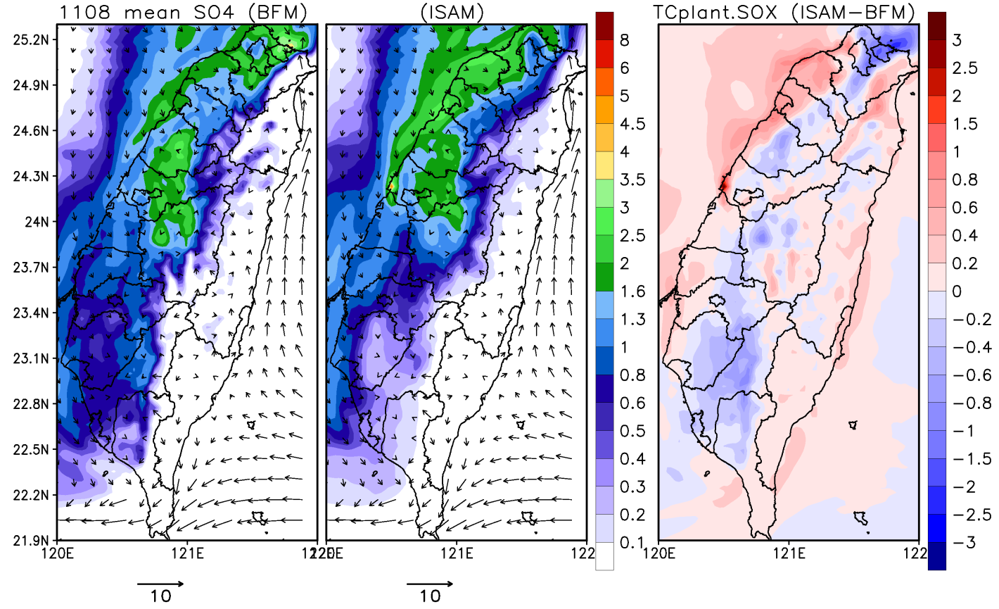 1108 mean SO4 (BFM)
(ISAM)
TCplant.SOX (ISAM−BFM)
25.2N
24.9N
24.6N
24.3N
24N
23.7N
23.4N
23.1N
22.8N
22.5N
22.2N
21.9N
120E
121E
122E
120E
121E
122
120E
121E
122
8
6
5
4.5
4
3.5
3
2.5
2
1.6
1.3
1
0.8
0.6
0.5
0.4
0.3
0.2
0.1
3
2.5
2
1.5
1
0.8
0.6
0.4
0.2
0
−0.2
−0.4
−0.6
−0.8
−1
−1.5
−2
−2.5
−3
10
10